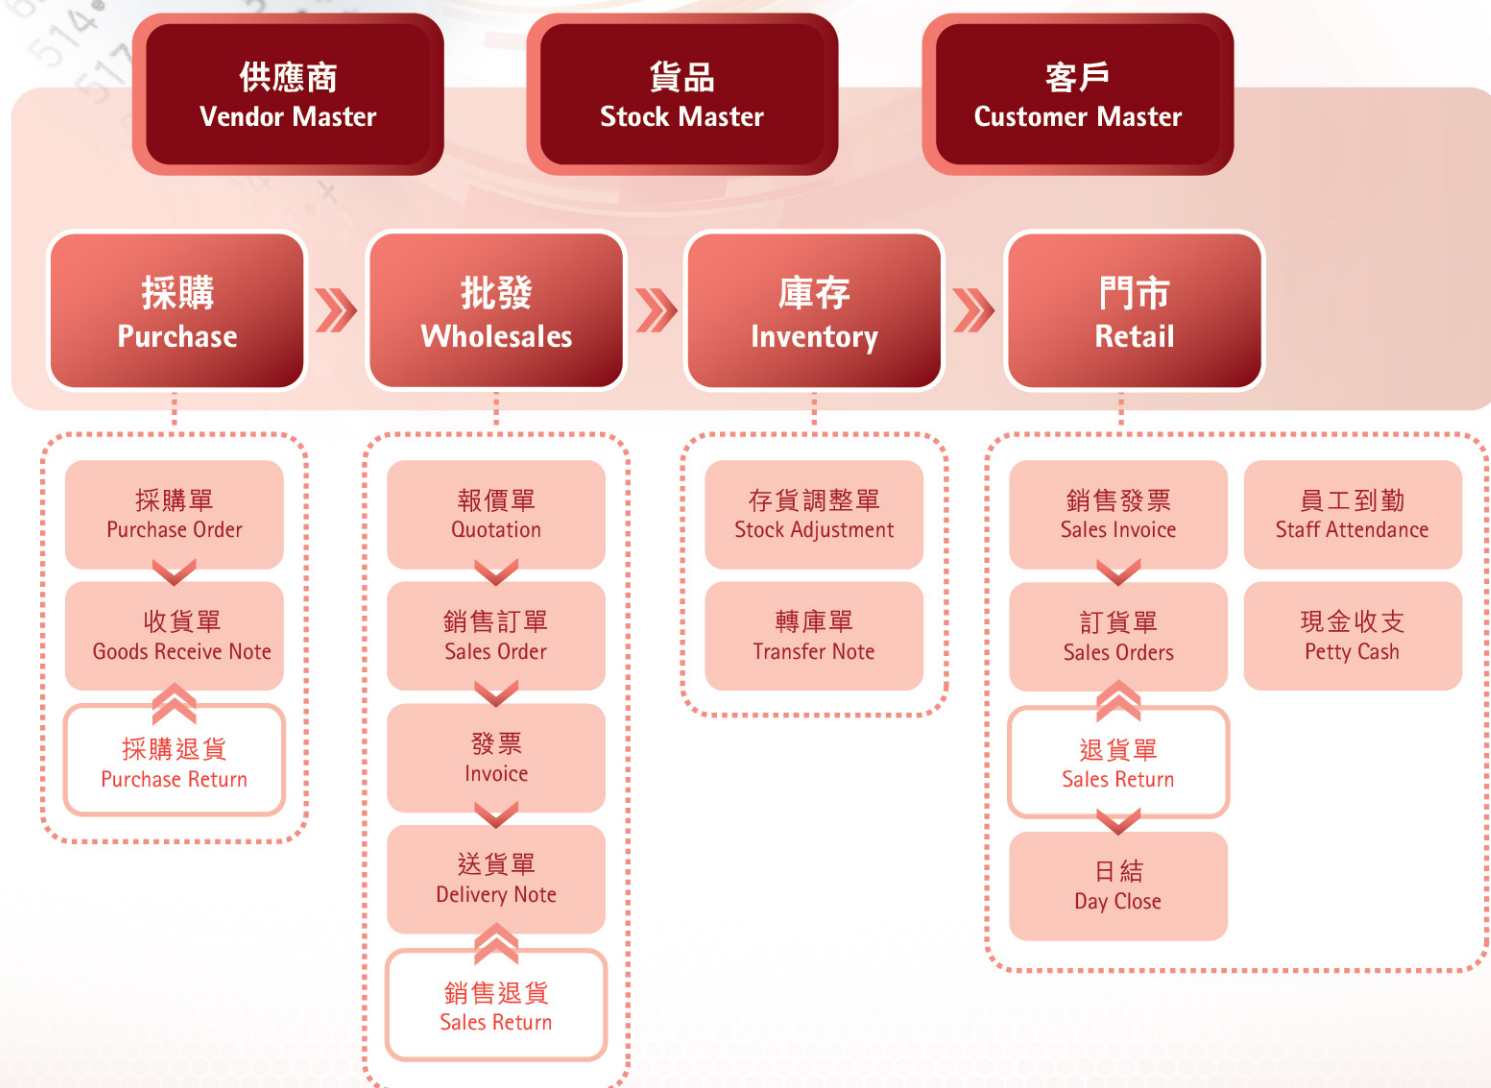 供應商
Vendor Master
貨品
Stock Master
客戶
Customer Master
採購
Purchase
批發
Wholesales
庫存
Inventory
門市
Retail
採購單
Purchase Order
收貨單
Goods Receive Note
採購退貨
Purchase Return
報價單
Quotation
銷售訂單
Sales Order
發票
Invoice
送貨單
Delivery Note
銷售退貨
Sales Return
存貨調整單
Stock Adjustment
轉庫單
Transfer Note
銷售發票
Sales Invoice
訂貨單
Sales Orders
退貨單
Sales Return
日結
Day Close
員工到勤
Staff Attendance
現金收支
Petty Cash